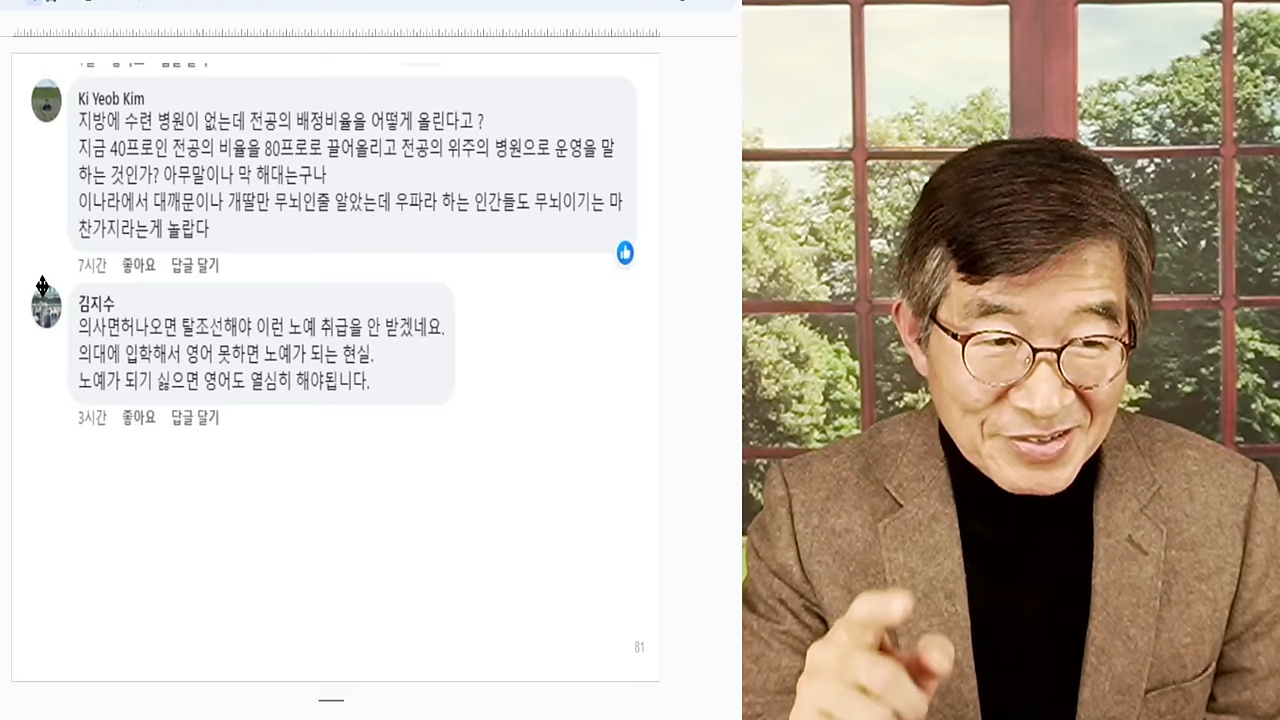 Ki Yeob Kim
지방에 수련 병원이 없는데 전공의 배정비율을 어떻게 올린다고 ?
지금 40프로인 전공의 비율을 80프로로 끌어올리고 전공의 위주의 병원으로 운영을 말
하는 것인가? 아무말이나 막 해대는구나
이나라에서 대깨문이나 개딸만 무뇌인줄 알았는데 우파라 하는 인간들도 무뇌이기는 마
찬가지라는게 놀랍다
7시간 좋아요 답글 달기
김지수
의사면허나오면 탈조선해야 이런 노예 취급을 안 받겠네요.
의대에 입학해서 영어 못하면 노예가 되는 현실.
노예가 되기 싫으면 영어도 열심히 해야됩니다.
3시간 좋아요 답글 달기
81